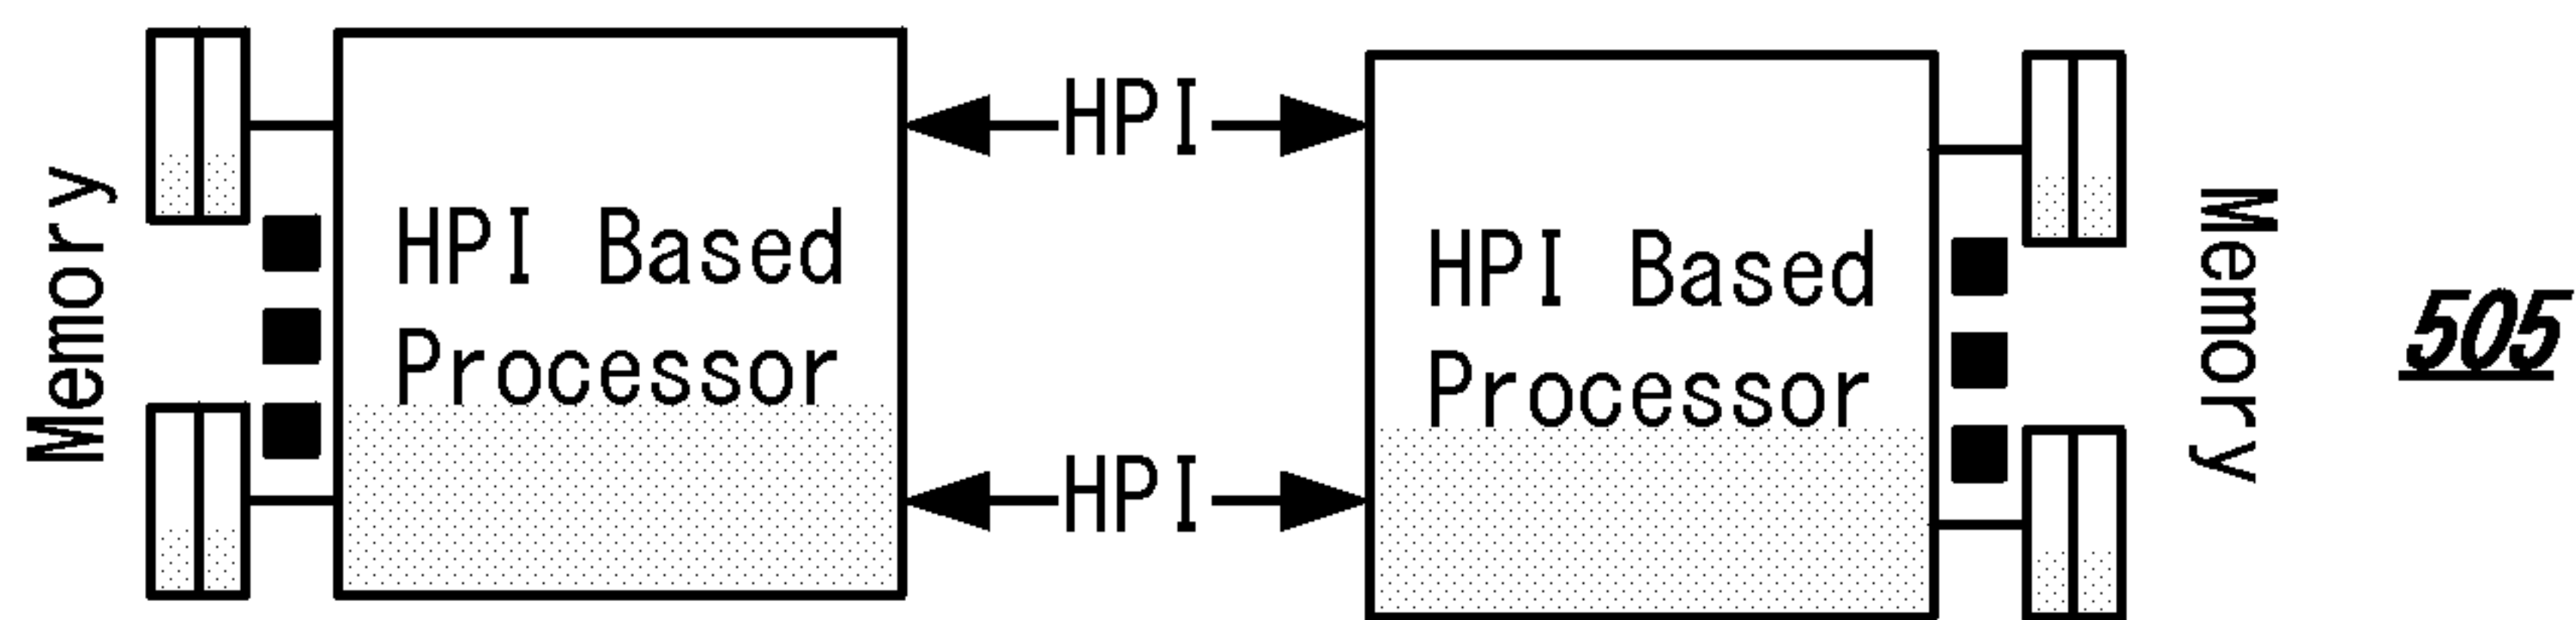 Memory
HPI Based
Processor
HPI
HPI
HPI Based
Processor
Memory
505